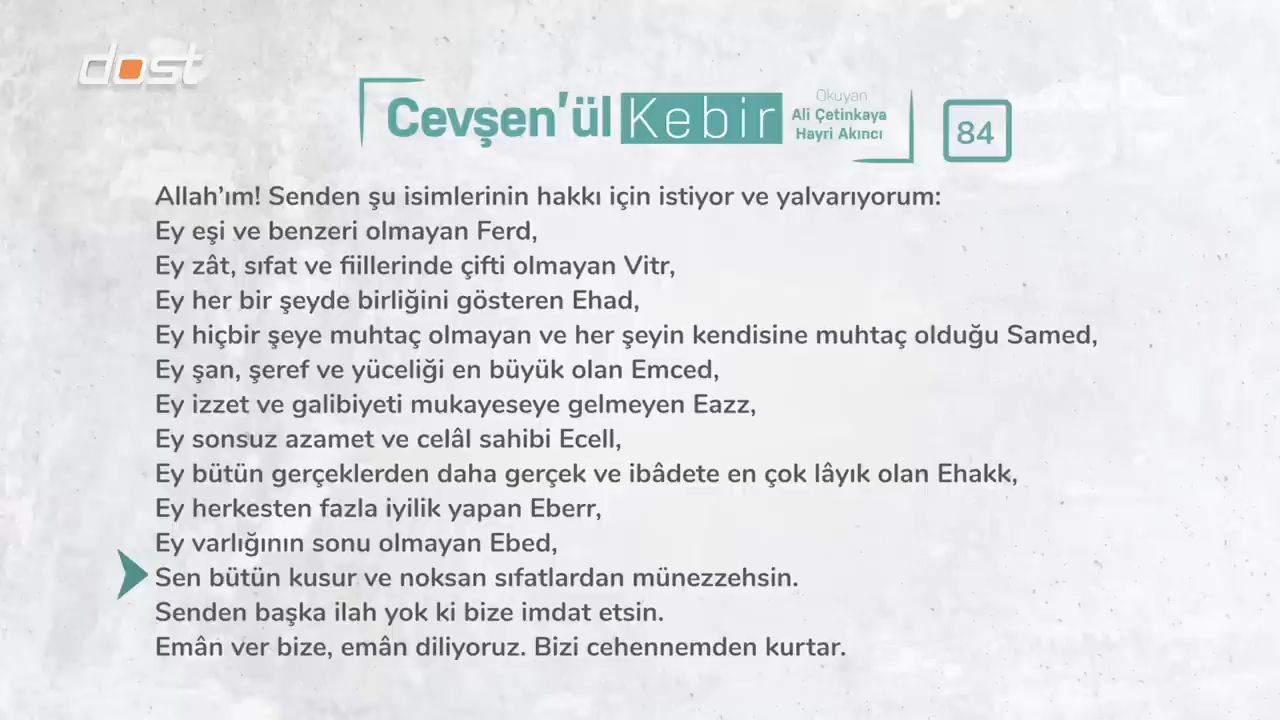 dost
Cevşen'ül Kebir
Okuyan
Ali Çetinkaya
Hayri Akıncı
84
Allah'ım! Senden şu isimlerinin hakkı için istiyor ve yalvarıyorum:
Ey eşi ve benzeri olmayan Ferd,
Ey zât, sıfat ve fiillerinde çifti olmayan Vitr,
Ey her bir şeyde birliğini gösteren Ehad,
Ey hiçbir şeye muhtaç olmayan ve her şeyin kendisine muhtaç olduğu Samed,
Ey şan, şeref ve yüceliği en büyük olan Emced,
Ey izzet ve galibiyeti mukayeseye gelmeyen Eazz,
Ey sonsuz azamet ve celâl sahibi Ecell,
Ey bütün gerçeklerden daha gerçek ve ibâdete en çok lâyık olan Ehakk,
Ey herkesten fazla iyilik yapan Eberr,
Ey varlığının sonu olmayan Ebed,
Sen bütün kusur ve noksan sıfatlardan münezzehsin.
Senden başka ilah yok ki bize imdat etsin.
Emân ver bize, emân diliyoruz. Bizi cehennemden kurtar.